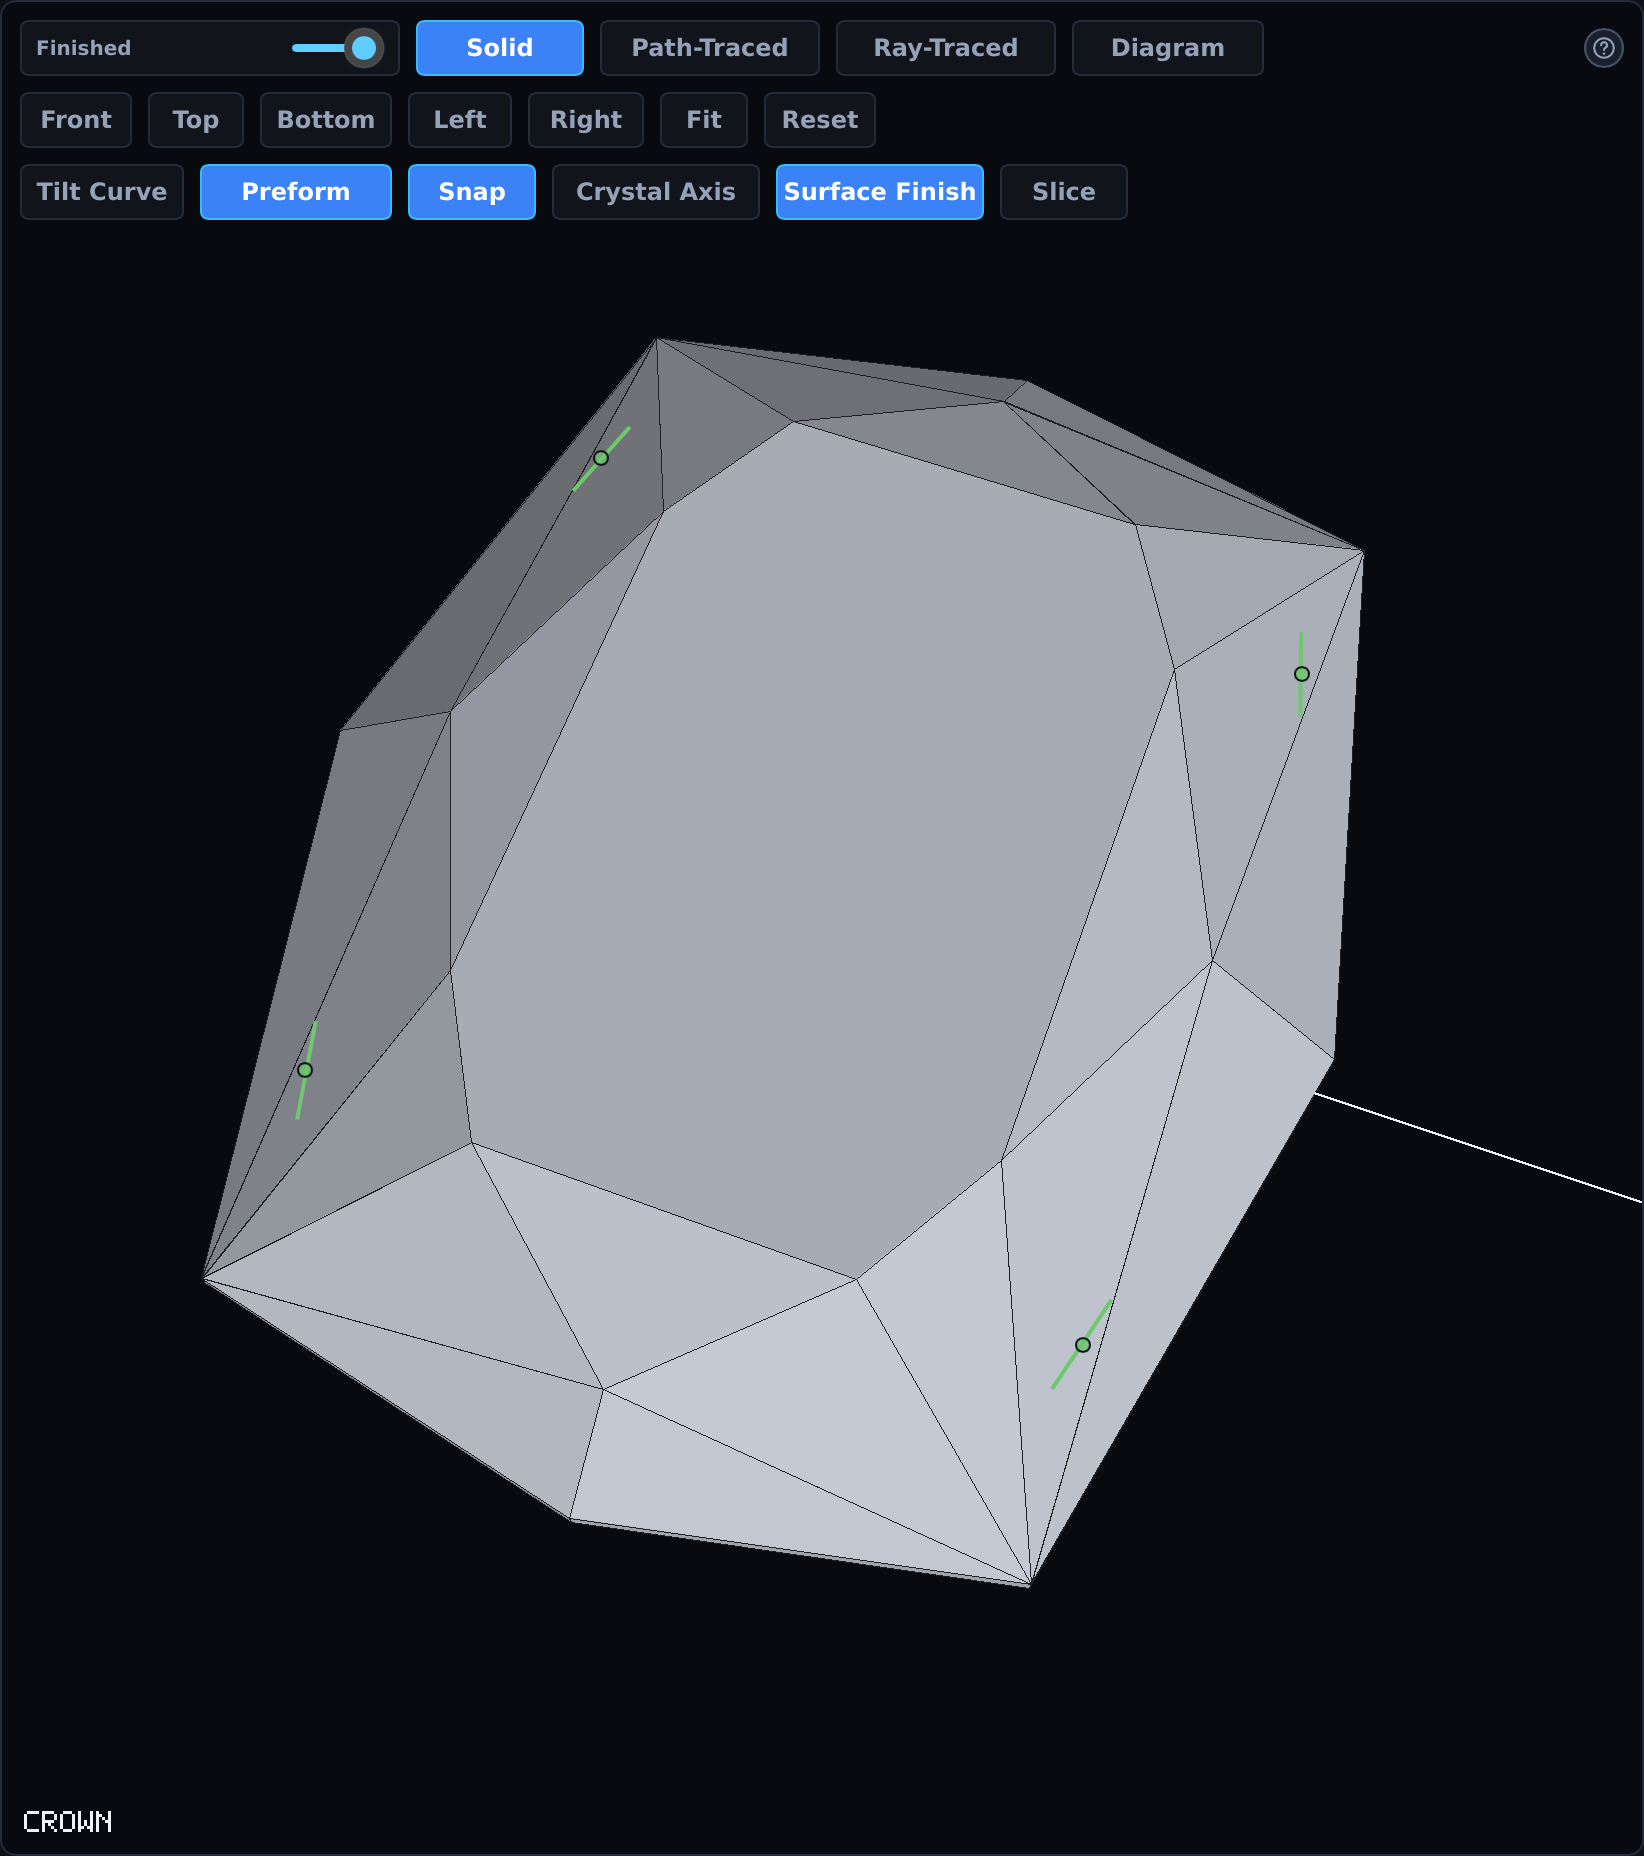 Finished Solid Path-Traced Ray-Traced Diagram ?
Front Top Bottom Left Right Fit Reset
Tilt Curve Preform Snap Crystal Axis Surface Finish Slice
CROWN